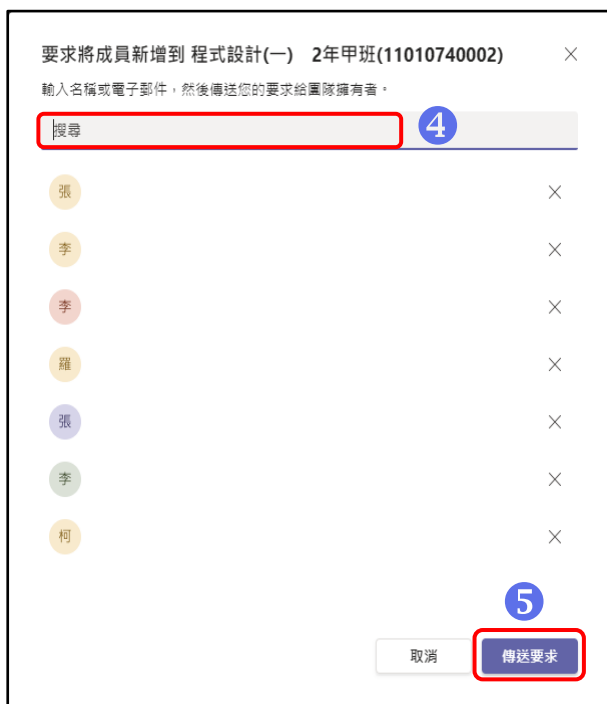 要求將成員新增到 程式設計(一) 2年甲班(11010740002)
輸入名稱或電子郵件，然後傳送您的要求給團隊擁有者。
搜尋
4
張
李
李
羅
張
李
柯
5
取消 傳送要求